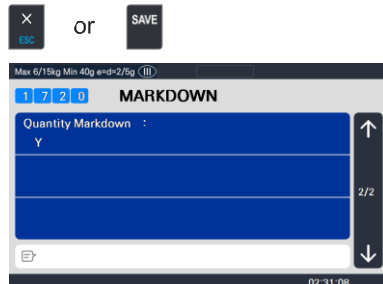 × ESC or SAVE
Max 6/15kg Min 40g e=d=2/5g III
1 7 2 0 MARKDOWN
Quantity Markdown :
Y
2/2
02:31:08